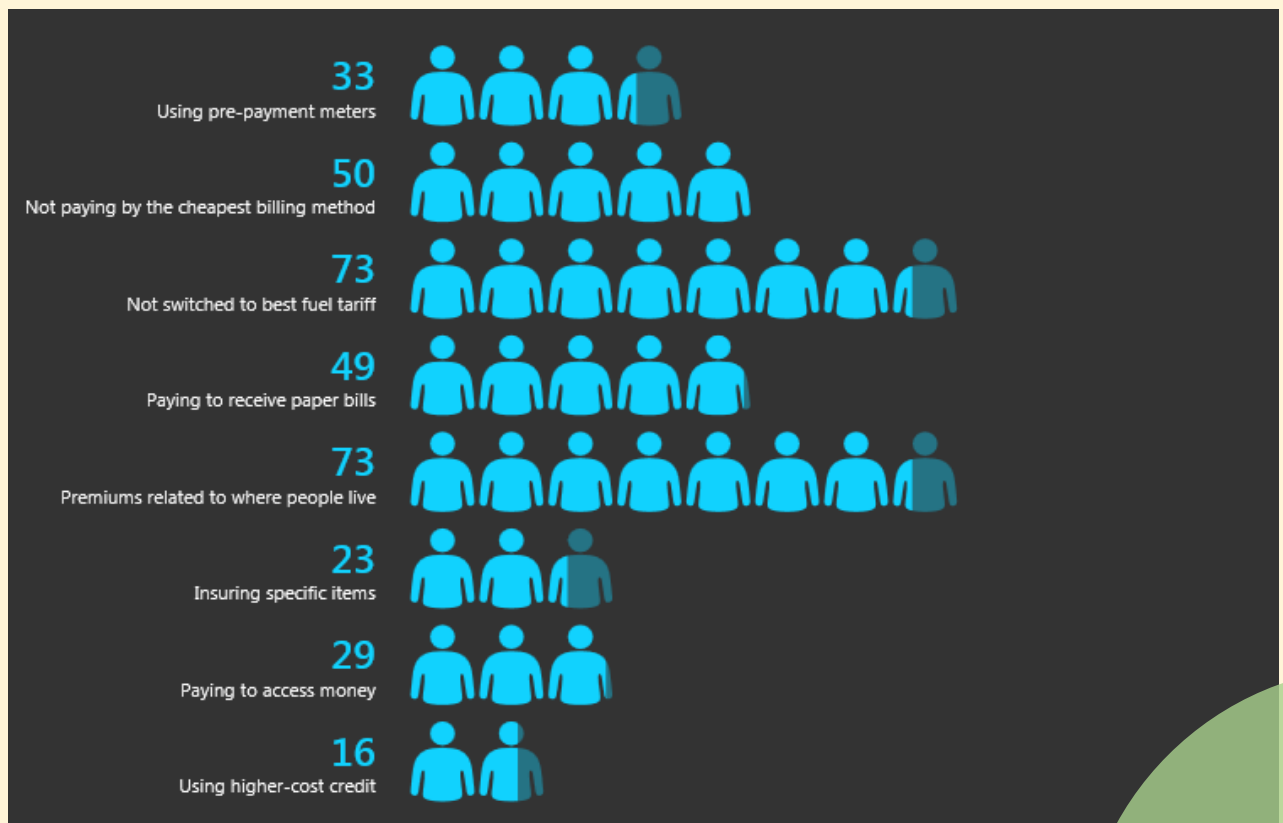 33
Using pre-payment meters
50
Not paying by the cheapest billing method
73
Not switched to best fuel tariff
49
Paying to receive paper bills
73
Premiums related to where people live
23
Insuring specific items
29
Paying to access money
16
Using higher-cost credit